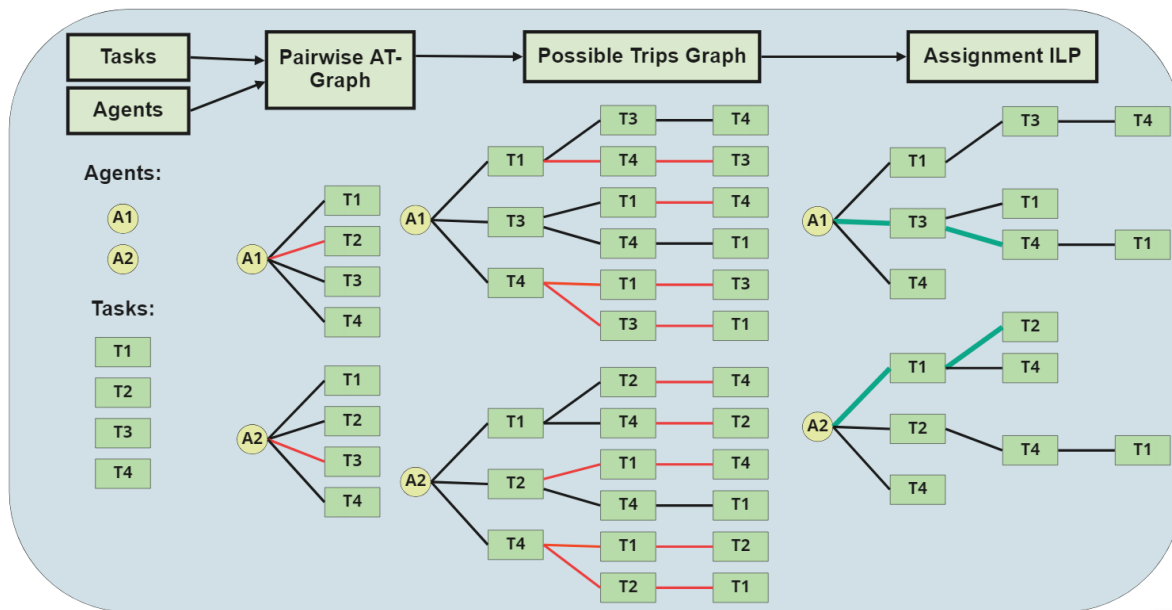 Tasks
Agents
Pairwise AT-
Graph
Possible Trips Graph
Assignment ILP
Agents:
A1
A2
Tasks:
T1
T2
T3
T4
A1
T1
T2
T3
T4
A2
T1
T2
T3
T4
A1
T1
T3
T4
T4
T3
T3
T1
T4
T4
T1
T4
T1
T3
T3
T1
A2
T1
T2
T4
T4
T2
T2
T1
T4
T4
T1
T4
T1
T2
T2
T1
A1
T1
T3
T4
T3
T1
T4
T1
T4
A2
T1
T2
T4
T2
T4
T1
T4